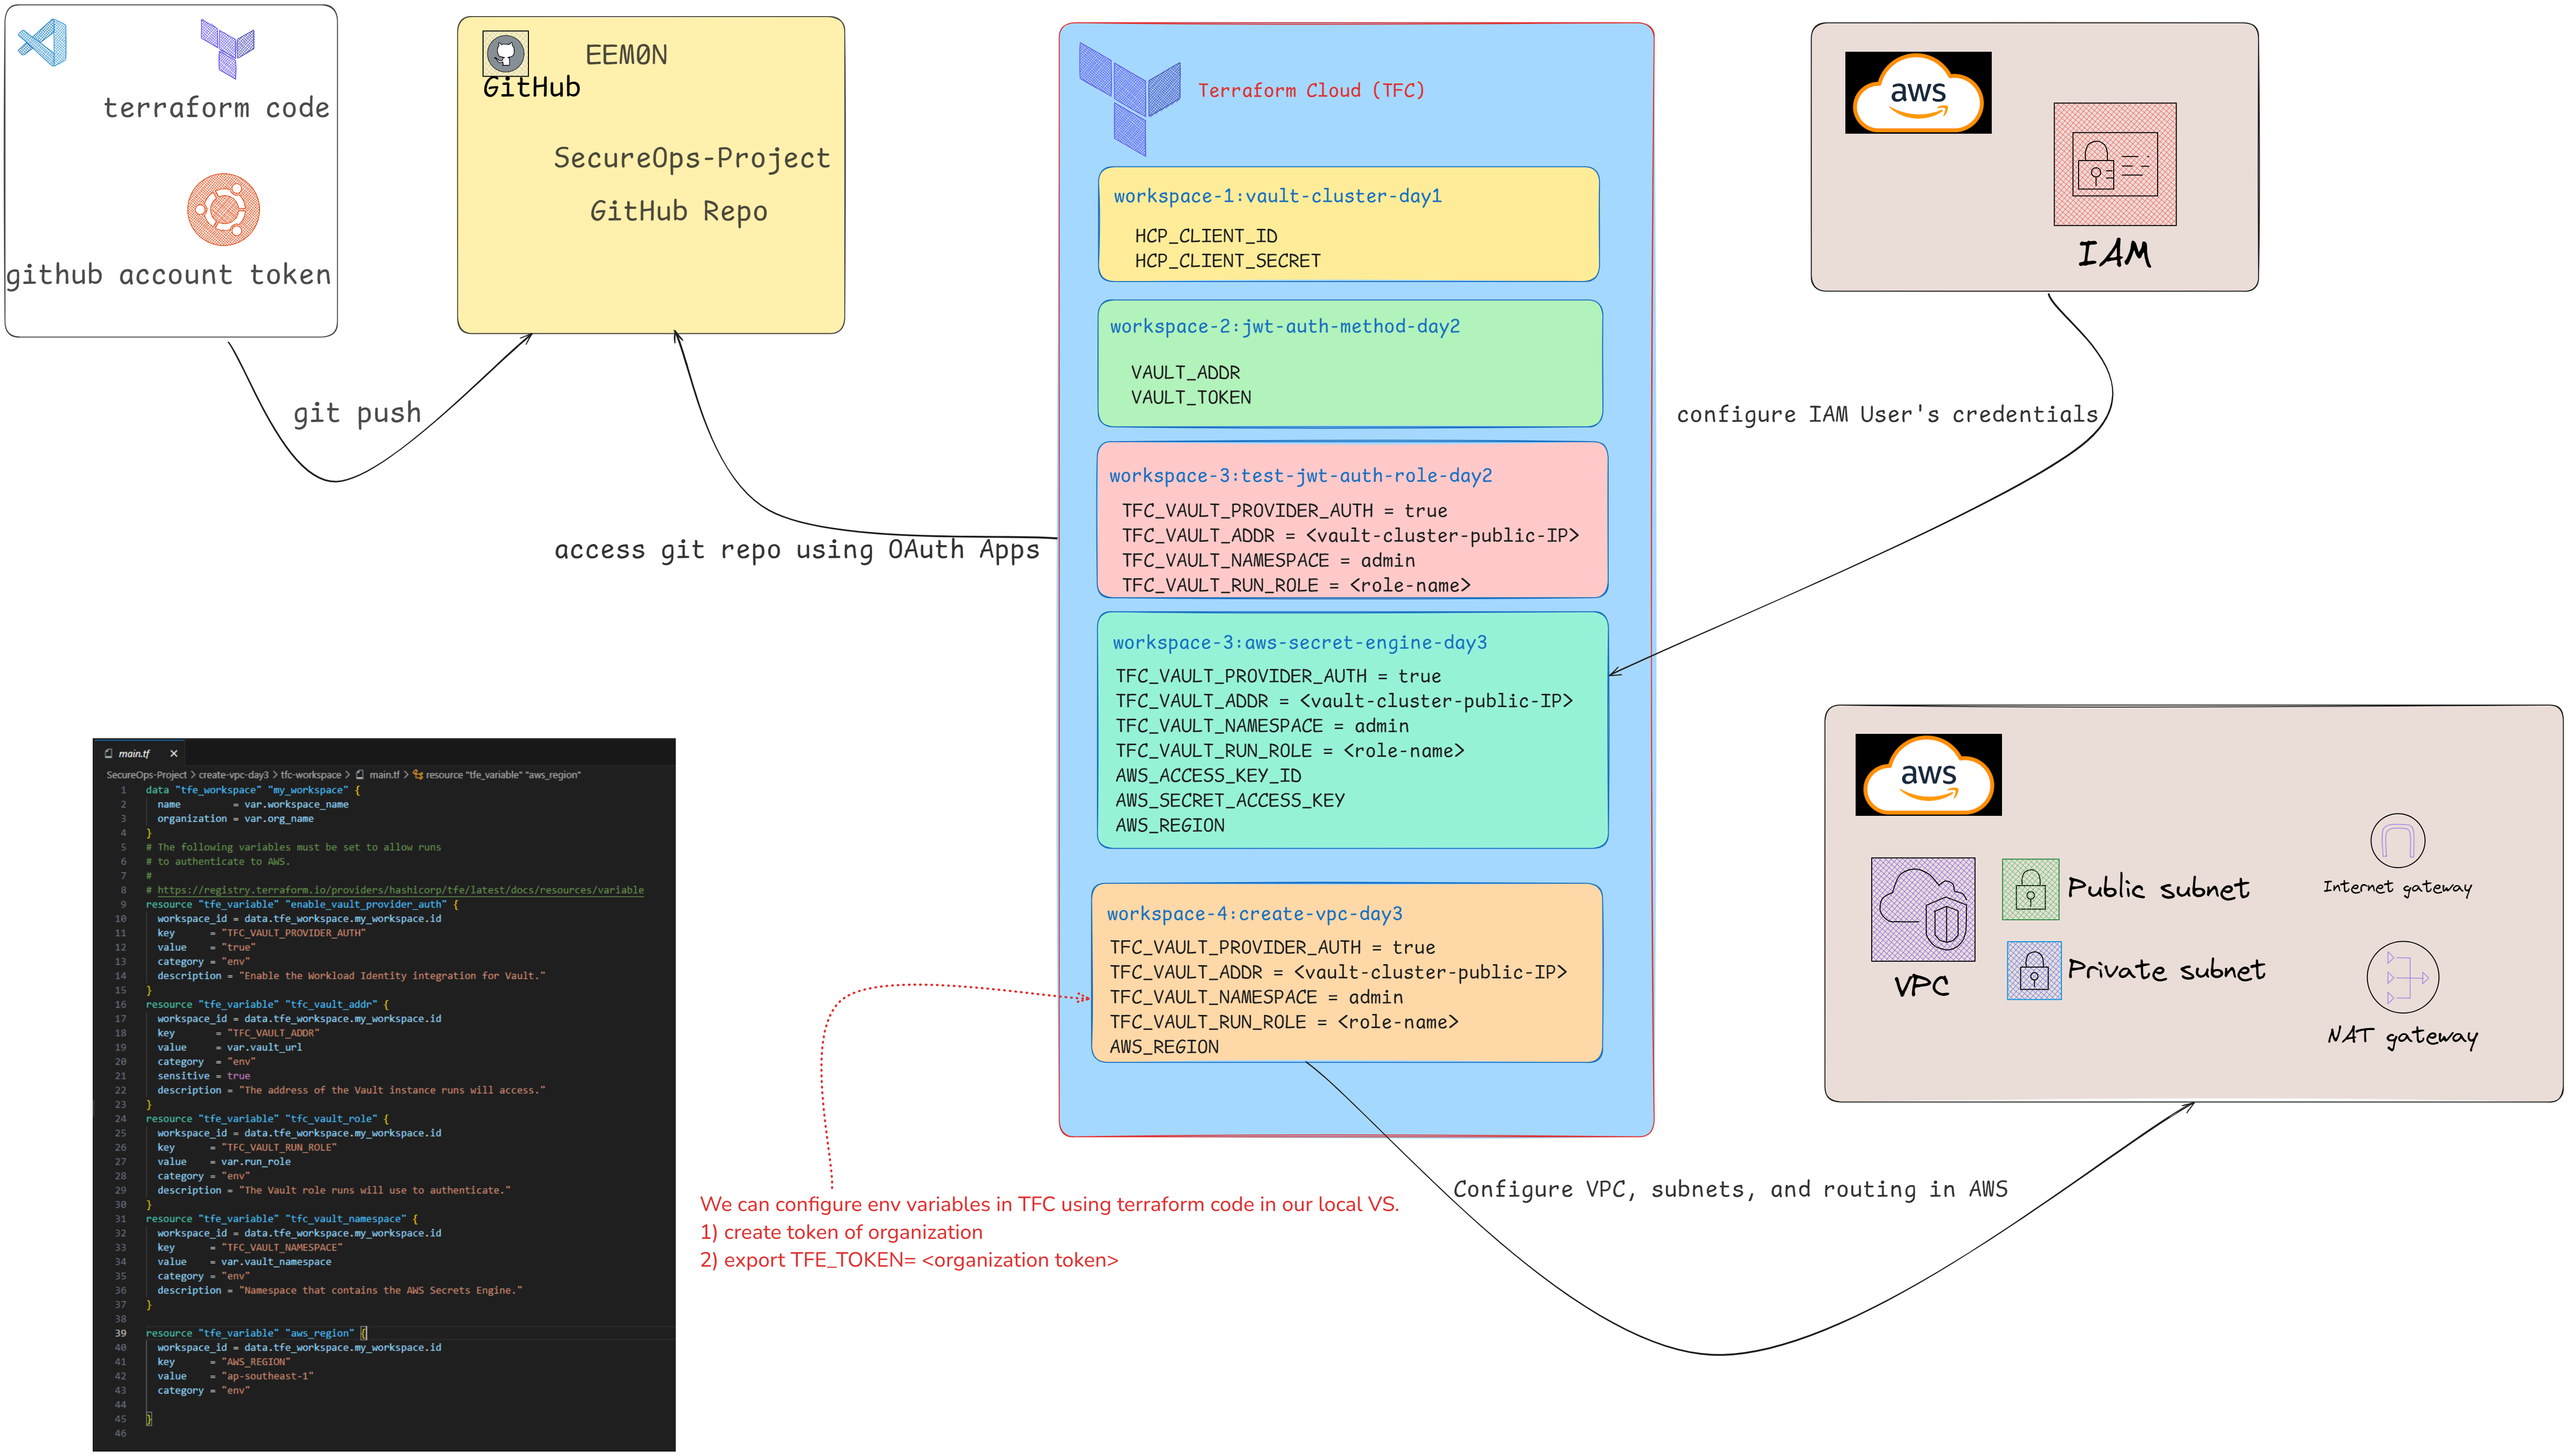 terraform code
github account token
git push
EEM0N
GitHub
SecureOps-Project
GitHub Repo
access git repo using OAuth Apps
Terraform Cloud (TFC)
workspace-1:vault-cluster-day1
HCP_CLIENT_ID
HCP_CLIENT_SECRET
workspace-2:jwt-auth-method-day2
VAULT_ADDR
VAULT_TOKEN
workspace-3:test-jwt-auth-role-day2
TFC_VAULT_PROVIDER_AUTH = true
TFC_VAULT_ADDR = <vault-cluster-public-IP>
TFC_VAULT_NAMESPACE = admin
TFC_VAULT_RUN_ROLE = <role-name>
workspace-3:aws-secret-engine-day3
TFC_VAULT_PROVIDER_AUTH = true
TFC_VAULT_ADDR = <vault-cluster-public-IP>
TFC_VAULT_NAMESPACE = admin
TFC_VAULT_RUN_ROLE = <role-name>
AWS_ACCESS_KEY_ID
AWS_SECRET_ACCESS_KEY
AWS_REGION
workspace-4:create-vpc-day3
TFC_VAULT_PROVIDER_AUTH = true
TFC_VAULT_ADDR = <vault-cluster-public-IP>
TFC_VAULT_NAMESPACE = admin
TFC_VAULT_RUN_ROLE = <role-name>
AWS_REGION
aws
IAM
configure IAM User's credentials
aws
VPC
Public subnet
Private subnet
Internet gateway
NAT gateway
Configure VPC, subnets, and routing in AWS
We can configure env variables in TFC using terraform code in our local VS.
1) create token of organization
2) export TFE_TOKEN= <organization token>
main.tf ×
SecureOps-Project > create-vpc-day3 > tfc-workspace > main.tf > resource "tfe_variable" "aws_region"
1 data "tfe_workspace" "my_workspace" {
2 name = var.workspace_name
3 organization = var.org_name
4 }
5 # The following variables must be set to allow runs
6 # to authenticate to AWS.
7 #
8 # https://registry.terraform.io/providers/hashicorp/tfe/latest/docs/resources/variable
9 resource "tfe_variable" "enable_vault_provider_auth" {
10 workspace_id = data.tfe_workspace.my_workspace.id
11 key = "TFC_VAULT_PROVIDER_AUTH"
12 value = "true"
13 category = "env"
14 description = "Enable the Workload Identity integration for Vault."
15 }
16 resource "tfe_variable" "tfc_vault_addr" {
17 workspace_id = data.tfe_workspace.my_workspace.id
18 key = "TFC_VAULT_ADDR"
19 value = var.vault_url
20 category = "env"
21 sensitive = true
22 description = "The address of the Vault instance runs will access."
23 }
24 resource "tfe_variable" "tfc_vault_role" {
25 workspace_id = data.tfe_workspace.my_workspace.id
26 key = "TFC_VAULT_RUN_ROLE"
27 value = var.run_role
28 category = "env"
29 description = "The Vault role runs will use to authenticate."
30 }
31 resource "tfe_variable" "tfc_vault_namespace" {
32 workspace_id = data.tfe_workspace.my_workspace.id
33 key = "TFC_VAULT_NAMESPACE"
34 value = var.vault_namespace
35 category = "env"
36 description = "Namespace that contains the AWS Secrets Engine."
37 }
38
39 resource "tfe_variable" "aws_region" {
40 workspace_id = data.tfe_workspace.my_workspace.id
41 key = "AWS_REGION"
42 value = "ap-southeast-1"
43 category = "env"
44
45 }
46